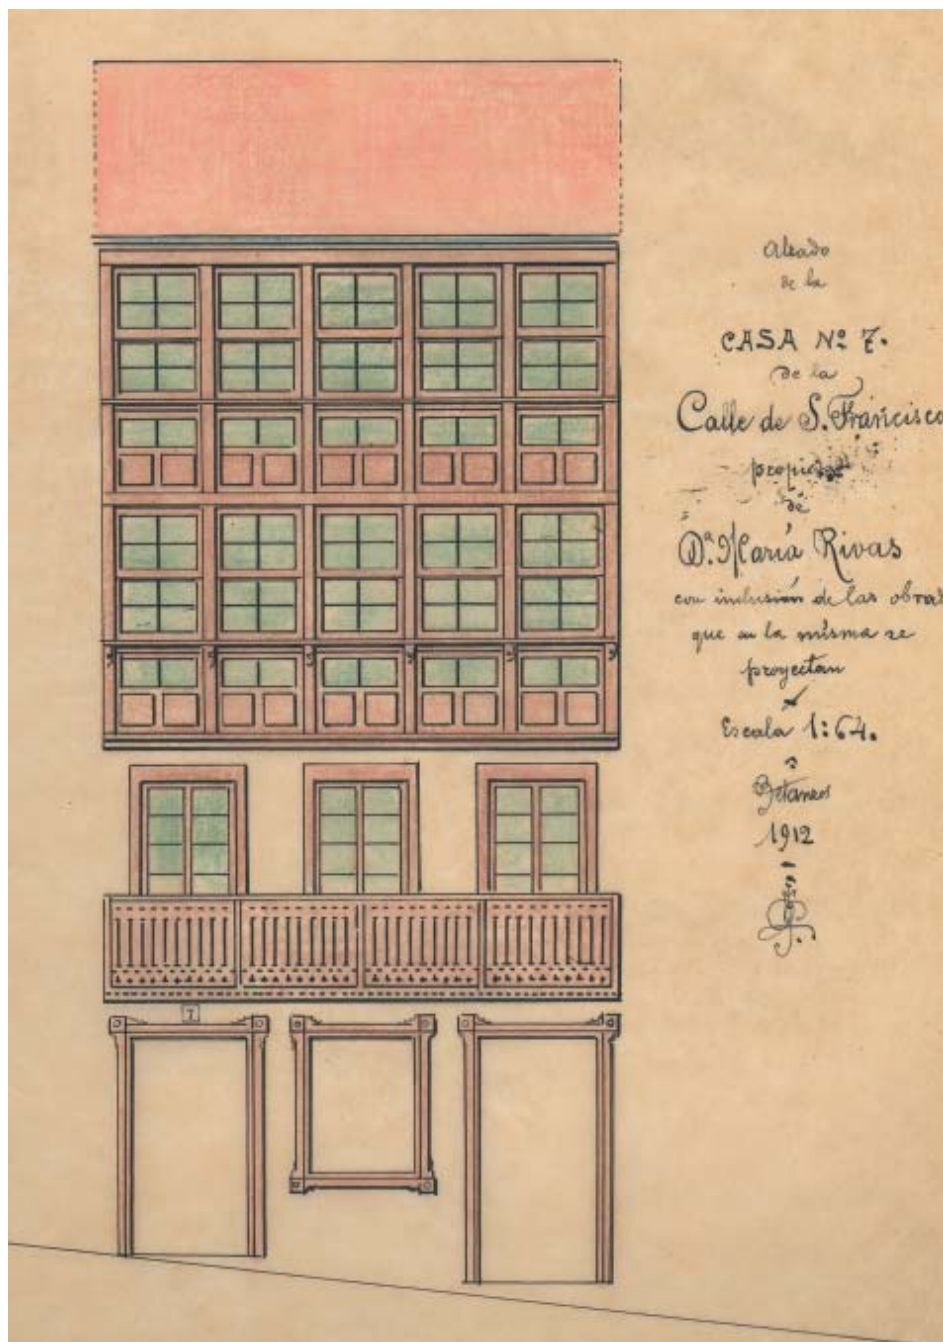 Alzado
de la
CASA Nº 7.
de la
Calle de S. Francisco
de
Dª. María Rivas
con inclusión de las obras
que en la misma se
proyectan
Escala 1:64.
Betanzos
1912
7